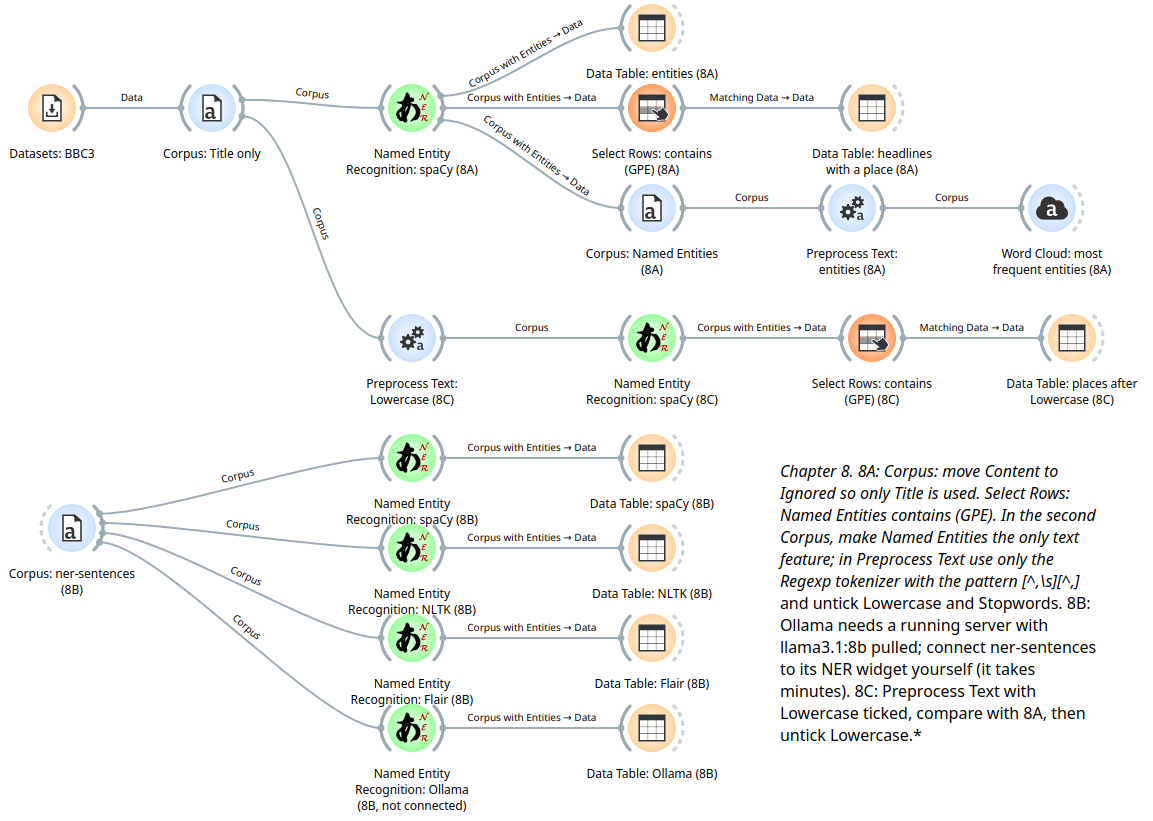 Corpus with Entities → Data
Data Table: entities (8A)
Data
Corpus
Corpus with Entities → Data
Matching Data → Data
Datasets: BBC3
Corpus: Title only
Named Entity
Recognition: spaCy (8A)
Select Rows: contains
(GPE) (8A)
Data Table: headlines
with a place (8A)
Corpus with Entities → Data
Corpus
Corpus
Corpus
Corpus: Named Entities
(8A)
Preprocess Text:
entities (8A)
Word Cloud: most
frequent entities (8A)
Corpus
Corpus with Entities → Data
Matching Data → Data
Preprocess Text:
Lowercase (8C)
Named Entity
Recognition: spaCy (8C)
Select Rows: contains
(GPE) (8C)
Data Table: places after
Lowercase (8C)
Corpus
Corpus with Entities → Data
Named Entity
Recognition: spaCy (8B)
Data Table: spaCy (8B)
Corpus
Corpus with Entities → Data
Corpus: ner-sentences
(8B)
Named Entity
Recognition: NLTK (8B)
Data Table: NLTK (8B)
Corpus
Corpus with Entities → Data
Named Entity
Recognition: Flair (8B)
Data Table: Flair (8B)
Corpus
Corpus with Entities → Data
Named Entity
Recognition: Ollama
(8B, not connected)
Data Table: Ollama (8B)
Chapter 8. 8A: Corpus: move Content to
Ignored so only Title is used. Select Rows:
Named Entities contains (GPE). In the second
Corpus, make Named Entities the only text
feature; in Preprocess Text use only the
Regexp tokenizer with the pattern [^,\s][^,]
and untick Lowercase and Stopwords. 8B:
Ollama needs a running server with
llama3.1:8b pulled; connect ner-sentences
to its NER widget yourself (it takes
minutes). 8C: Preprocess Text with
Lowercase ticked, compare with 8A, then
untick Lowercase.*